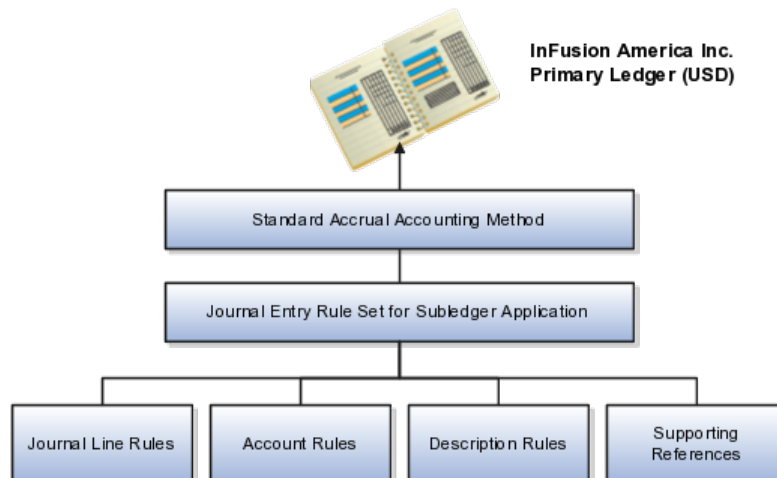 InFusion America Inc.
Primary Ledger (USD)
Standard Accrual Accounting Method
Journal Entry Rule Set for Subledger Application
Journal Line Rules
Account Rules
Description Rules
Supporting
References